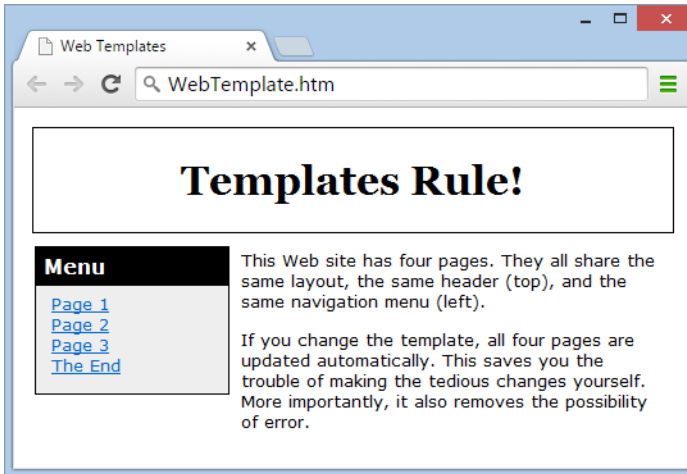 Web Templates
WebTemplate.htm
Templates Rule!
Menu
Page 1
Page 2
Page 3
The End
This Web site has four pages. They all share the
same layout, the same header (top), and the
same navigation menu (left).
If you change the template, all four pages are
updated automatically. This saves you the
trouble of making the tedious changes yourself.
More importantly, it also removes the possibility
of error.